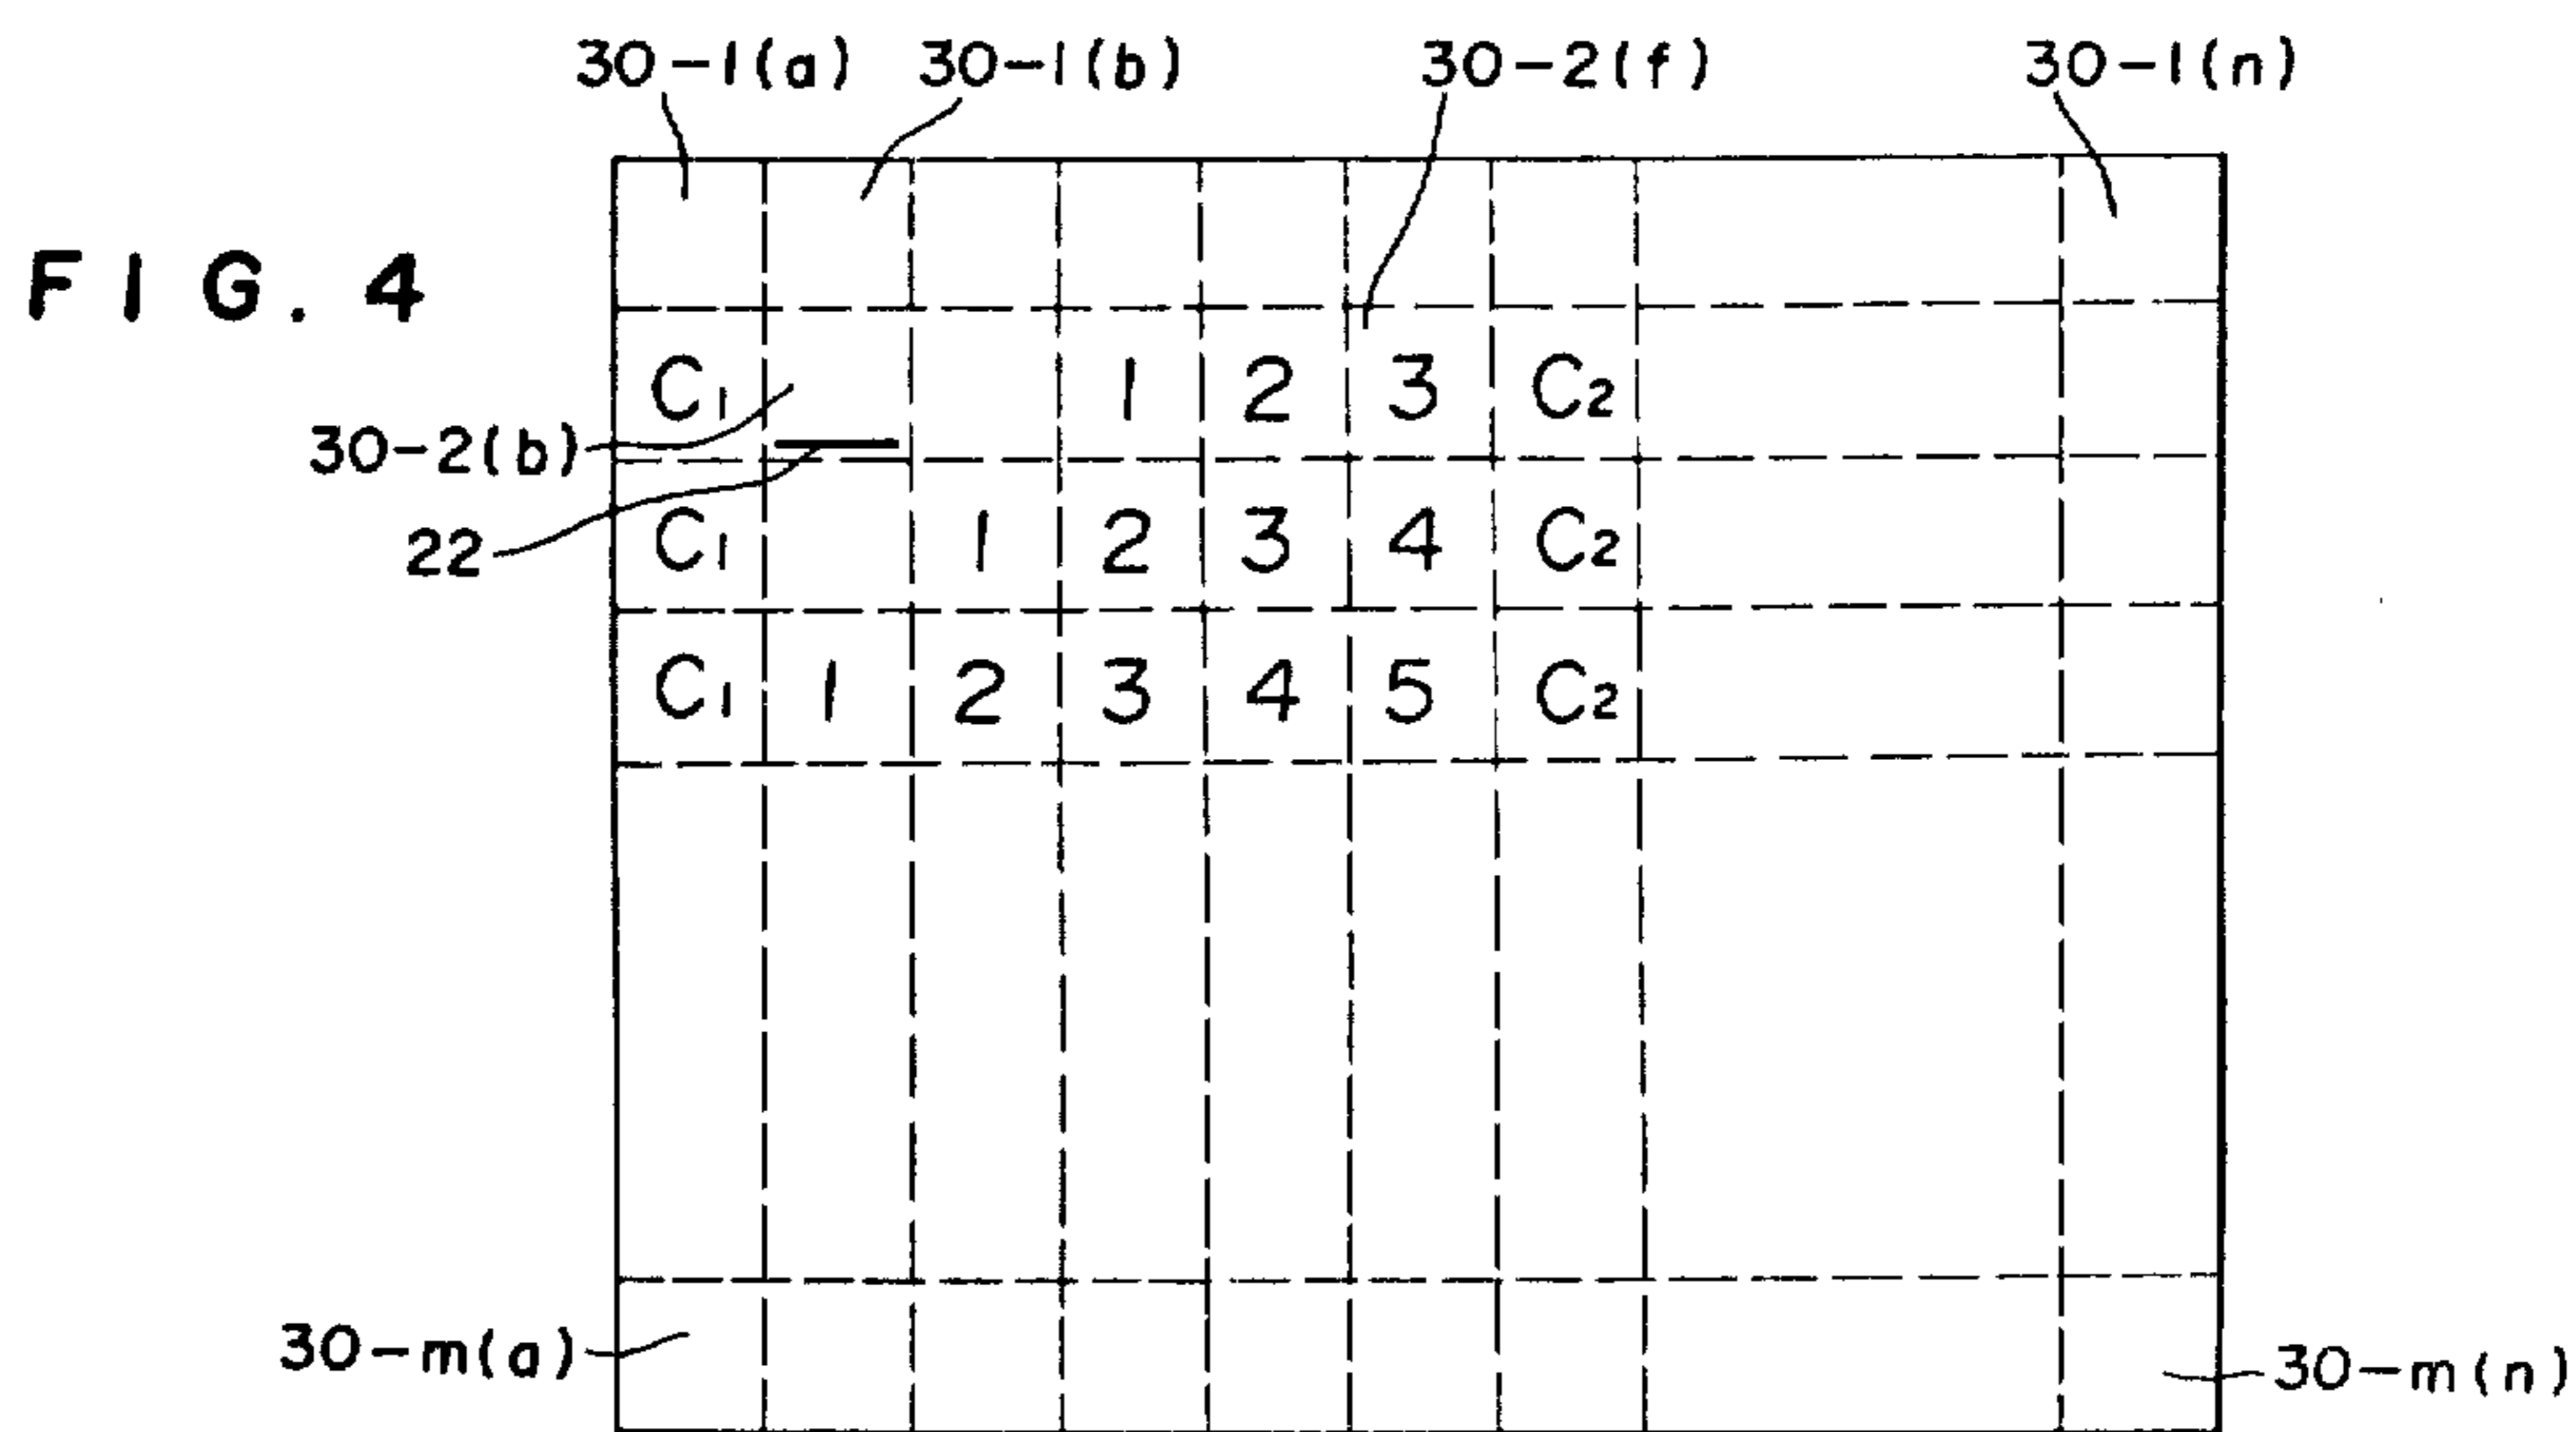 30-1(a) 30-1(b) 30-2(f) 30-1(n)
FIG. 4
C₁ 1 2 3 C₂
30-2(b)
22
C₁ 1 2 3 4 C₂
C₁ 1 2 3 4 5 C₂
30-m(a)
30-m(n)